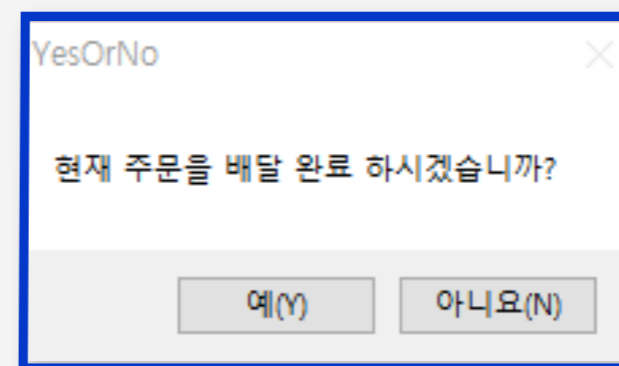 YesOrNo
현재 주문을 배달 완료 하시겠습니까?
예(Y) 아니요(N)